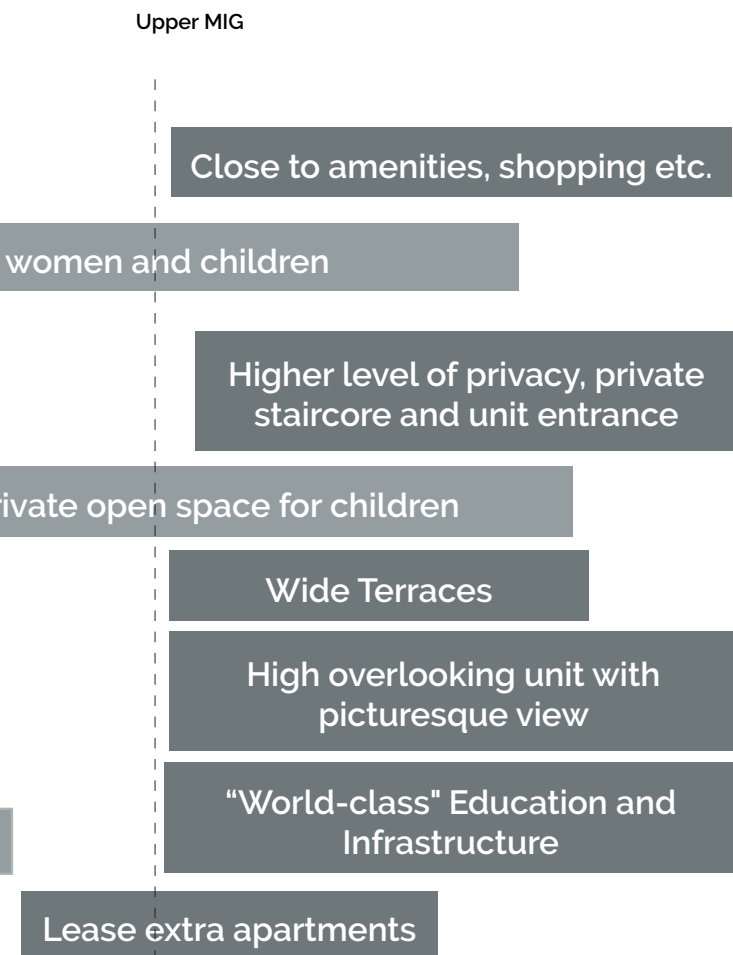 Upper MIG
Close to amenities, shopping etc.
women and children
Higher level of privacy, private
staircore and unit entrance
open space for children
Wide Terraces
High overlooking unit with
picturesque view
“World-class" Education and
Infrastructure
Lease extra apartments